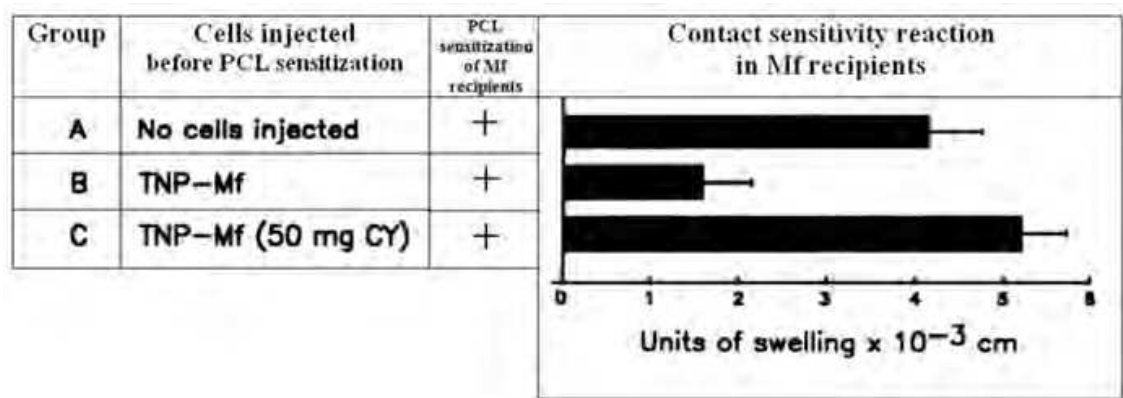 Group
Cells injected
before PCL sensitization
PCL
sensitization
of Mf
recipients
Contact sensitivity reaction
in Mf recipients
A No cells injected +
B TNP-Mf +
C TNP-Mf (50 mg CY) +
0 1 2 3 4 5 6
Units of swelling x 10⁻³ cm